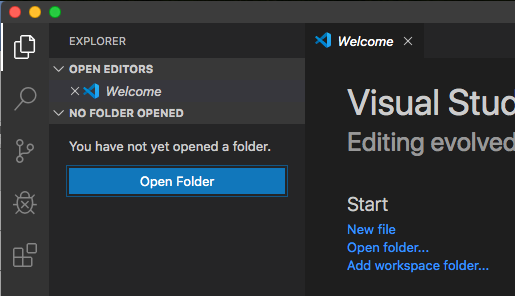 EXPLORER
OPEN EDITORS
Welcome
NO FOLDER OPENED
You have not yet opened a folder.
Open Folder
Welcome
Visual Stud
Editing evolved
Start
New file
Open folder...
Add workspace folder...